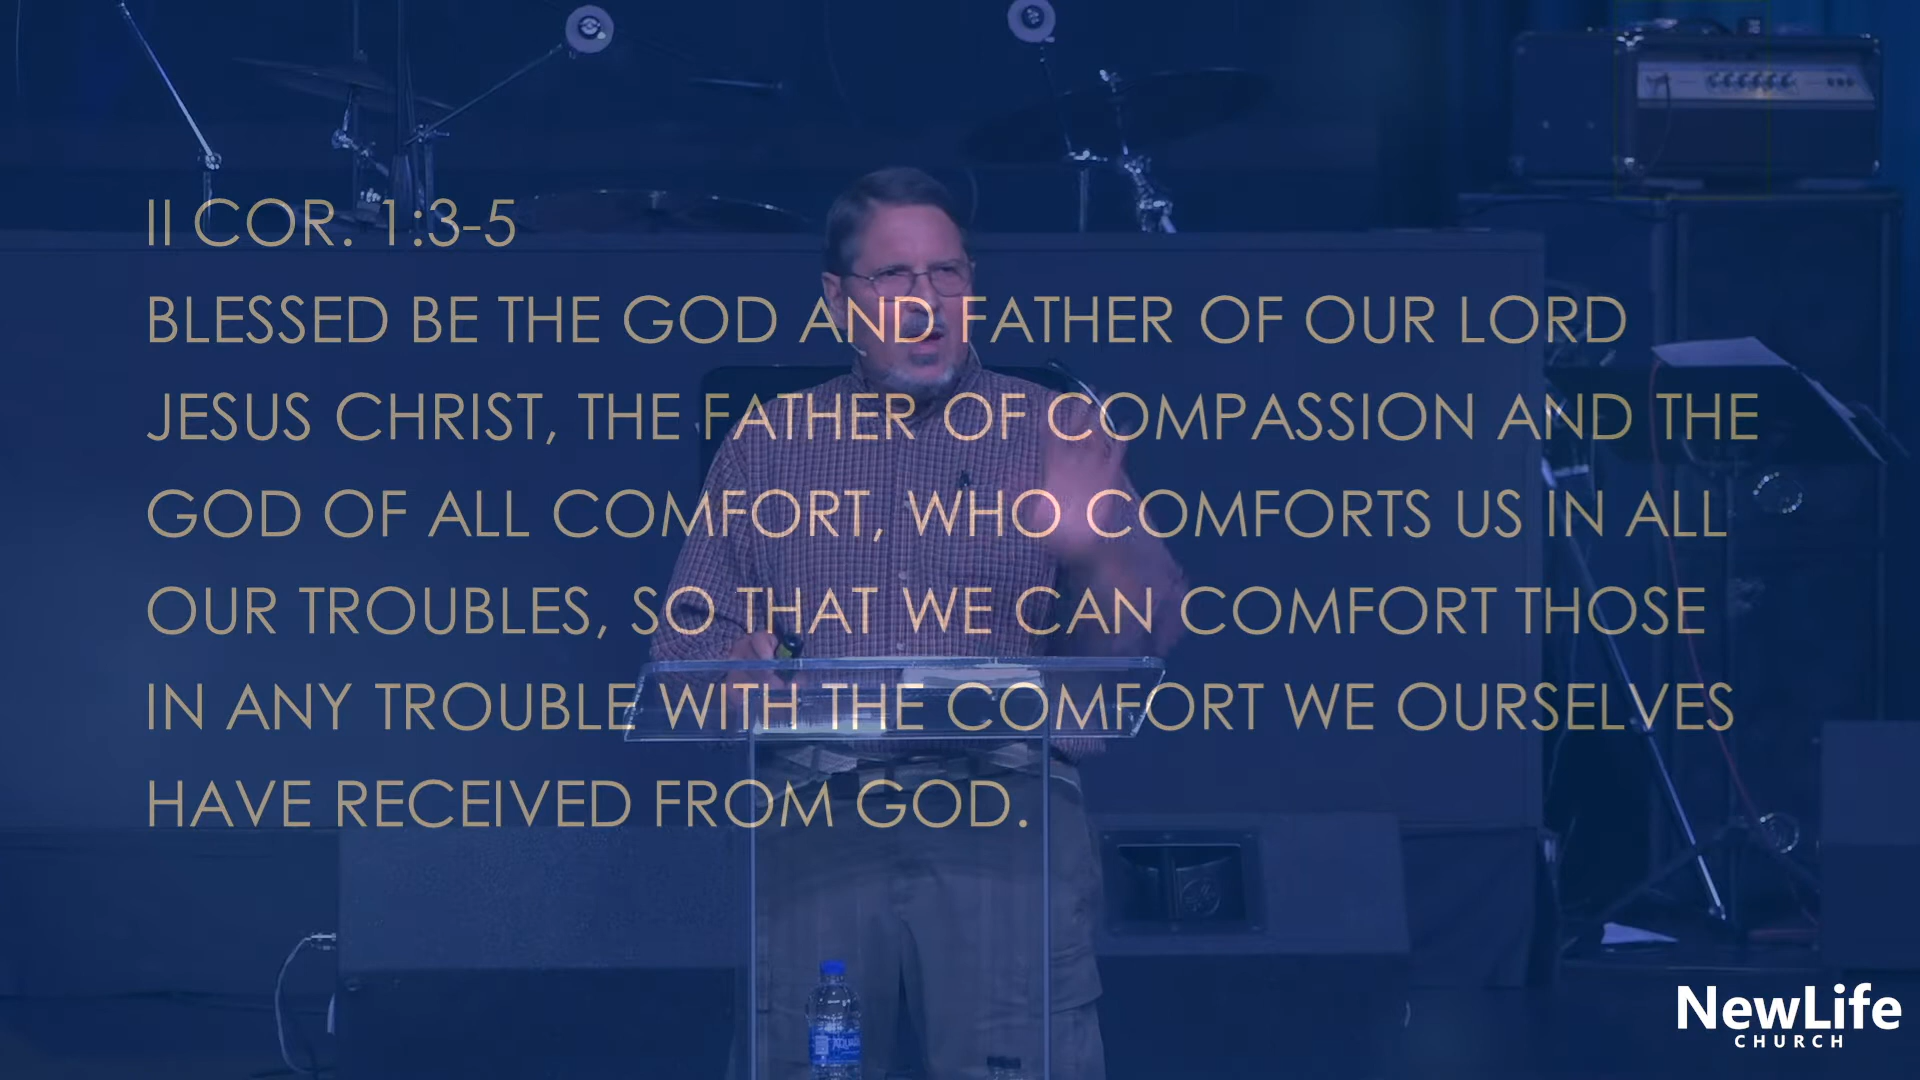 II COR. 1:3-5
BLESSED BE THE GOD AND FATHER OF OUR LORD
JESUS CHRIST, THE FATHER OF COMPASSION AND THE
GOD OF ALL COMFORT, WHO COMFORTS US IN ALL
OUR TROUBLES, SO THAT WE CAN COMFORT THOSE
IN ANY TROUBLE WITH THE COMFORT WE OURSELVES
HAVE RECEIVED FROM GOD.
NewLife
CHURCH